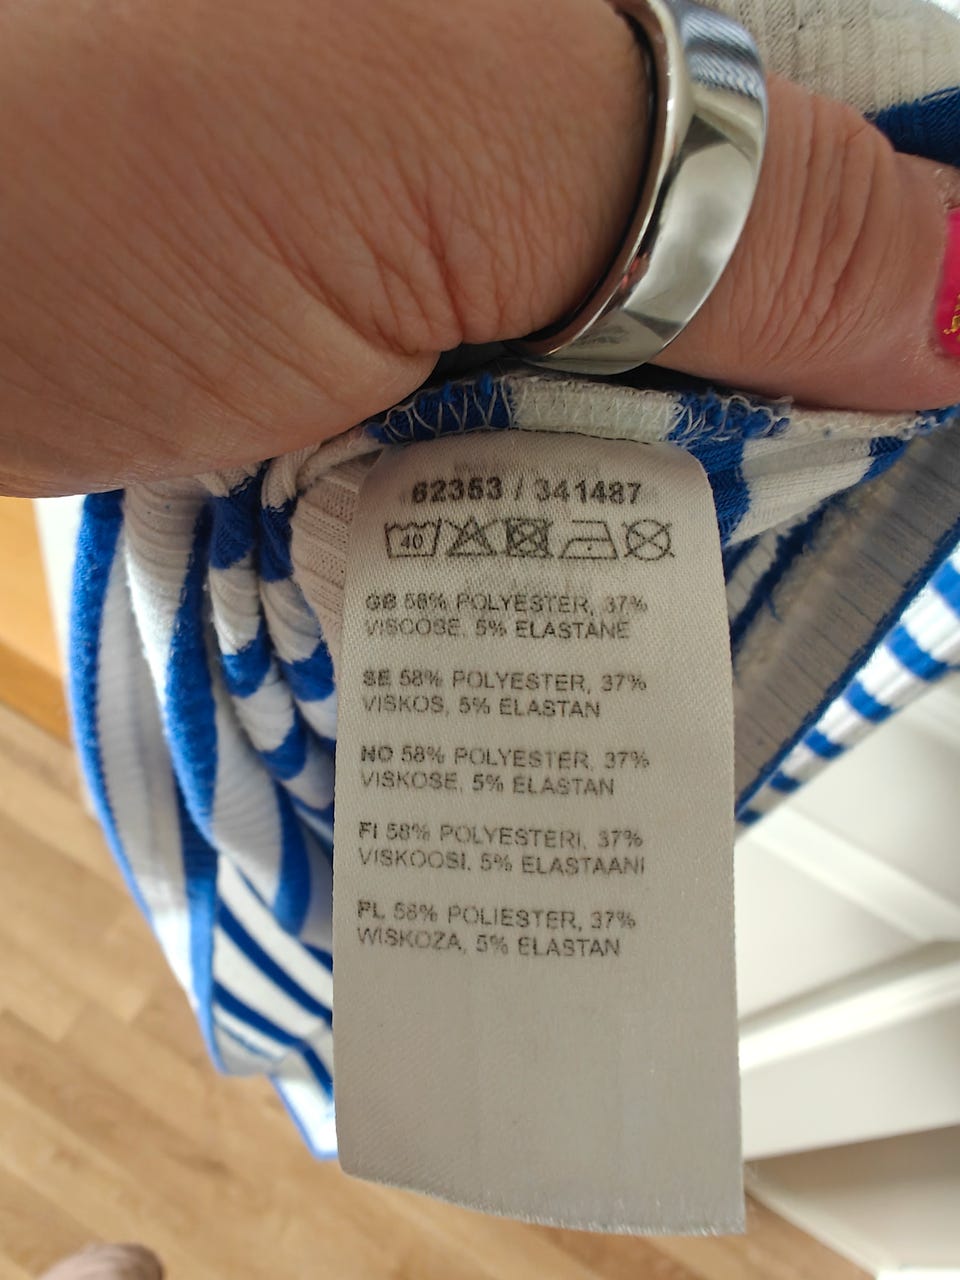 62353 / 341487
40
GB 58% POLYESTER, 37%
VISCOSE, 5% ELASTANE
SE 58% POLYESTER, 37%
VISKOS, 5% ELASTAN
NO 58% POLYESTER, 37%
VISKOSE, 5% ELASTAN
FI 58% POLYESTERI, 37%
VISKOOSI, 5% ELASTAANI
PL 58% POLIESTER, 37%
WISKOZA, 5% ELASTAN